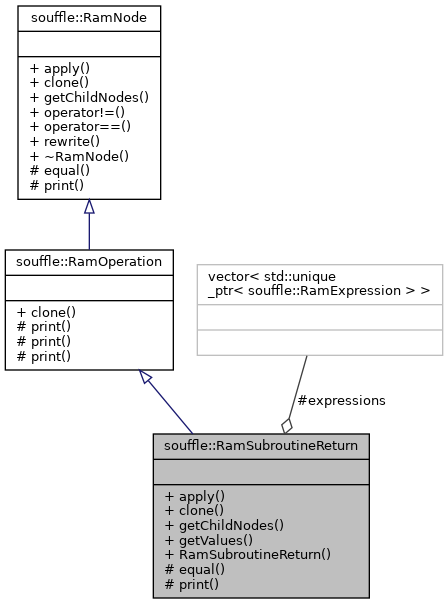 souffle::RamNode
+ apply()
+ clone()
+ getChildNodes()
+ operator!=()
+ operator==()
+ rewrite()
+ ~RamNode()
# equal()
# print()
souffle::RamOperation
+ clone()
# print()
# print()
# print()
vector< std::unique
_ptr< souffle::RamExpression > >
#expressions
souffle::RamSubroutineReturn
+ apply()
+ clone()
+ getChildNodes()
+ getValues()
+ RamSubroutineReturn()
# equal()
# print()